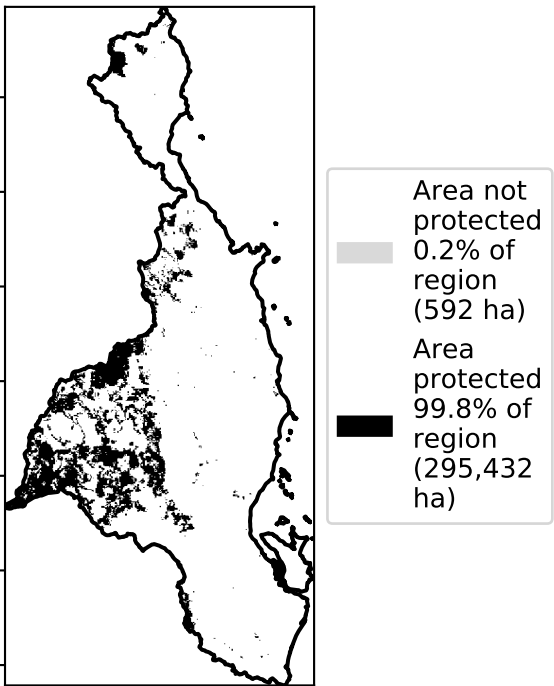 Area not
protected
0.2% of
region
(592 ha)
Area
protected
99.8% of
region
(295,432
ha)